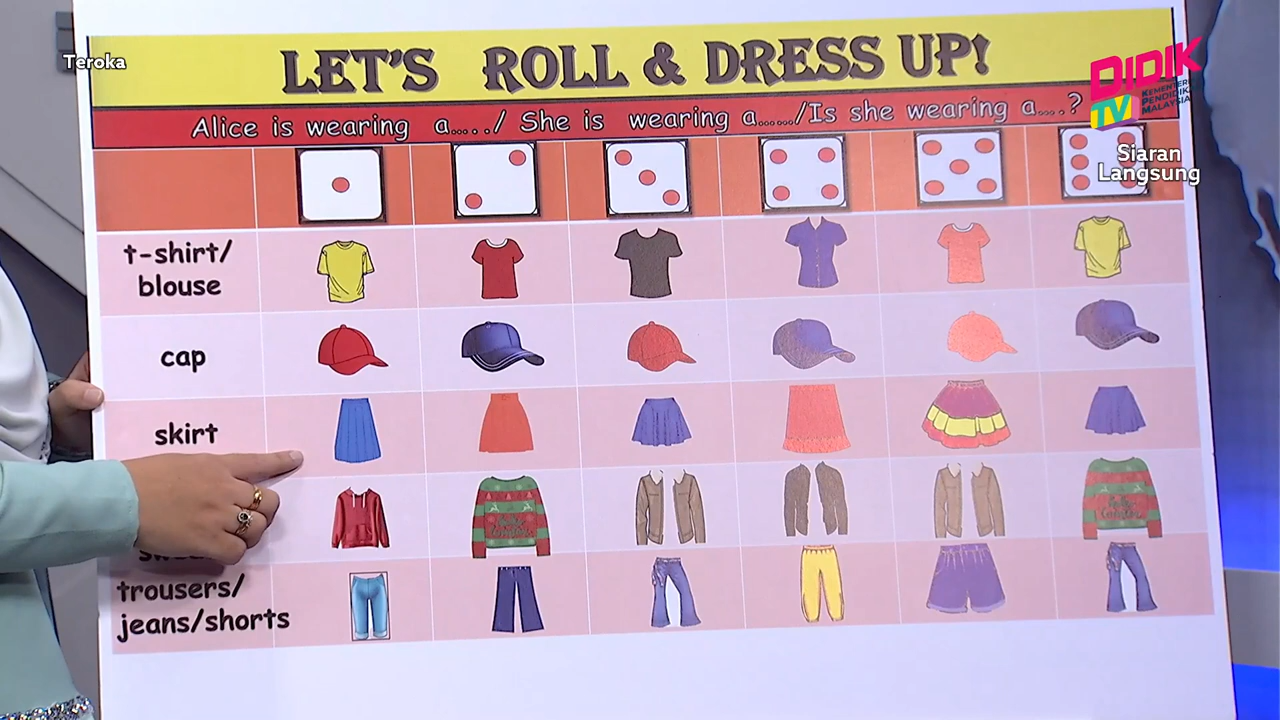 Teroka
LET'S ROLL & DRESS UP!
DIDIK
TV
KEMENTERIAN
PENDIDIKAN
MALAYSIA
Alice is wearing a...../ She is wearing a....../Is she wearing a....?
Siaran
Langsung
t-shirt/
blouse
cap
skirt
trousers/
jeans/shorts